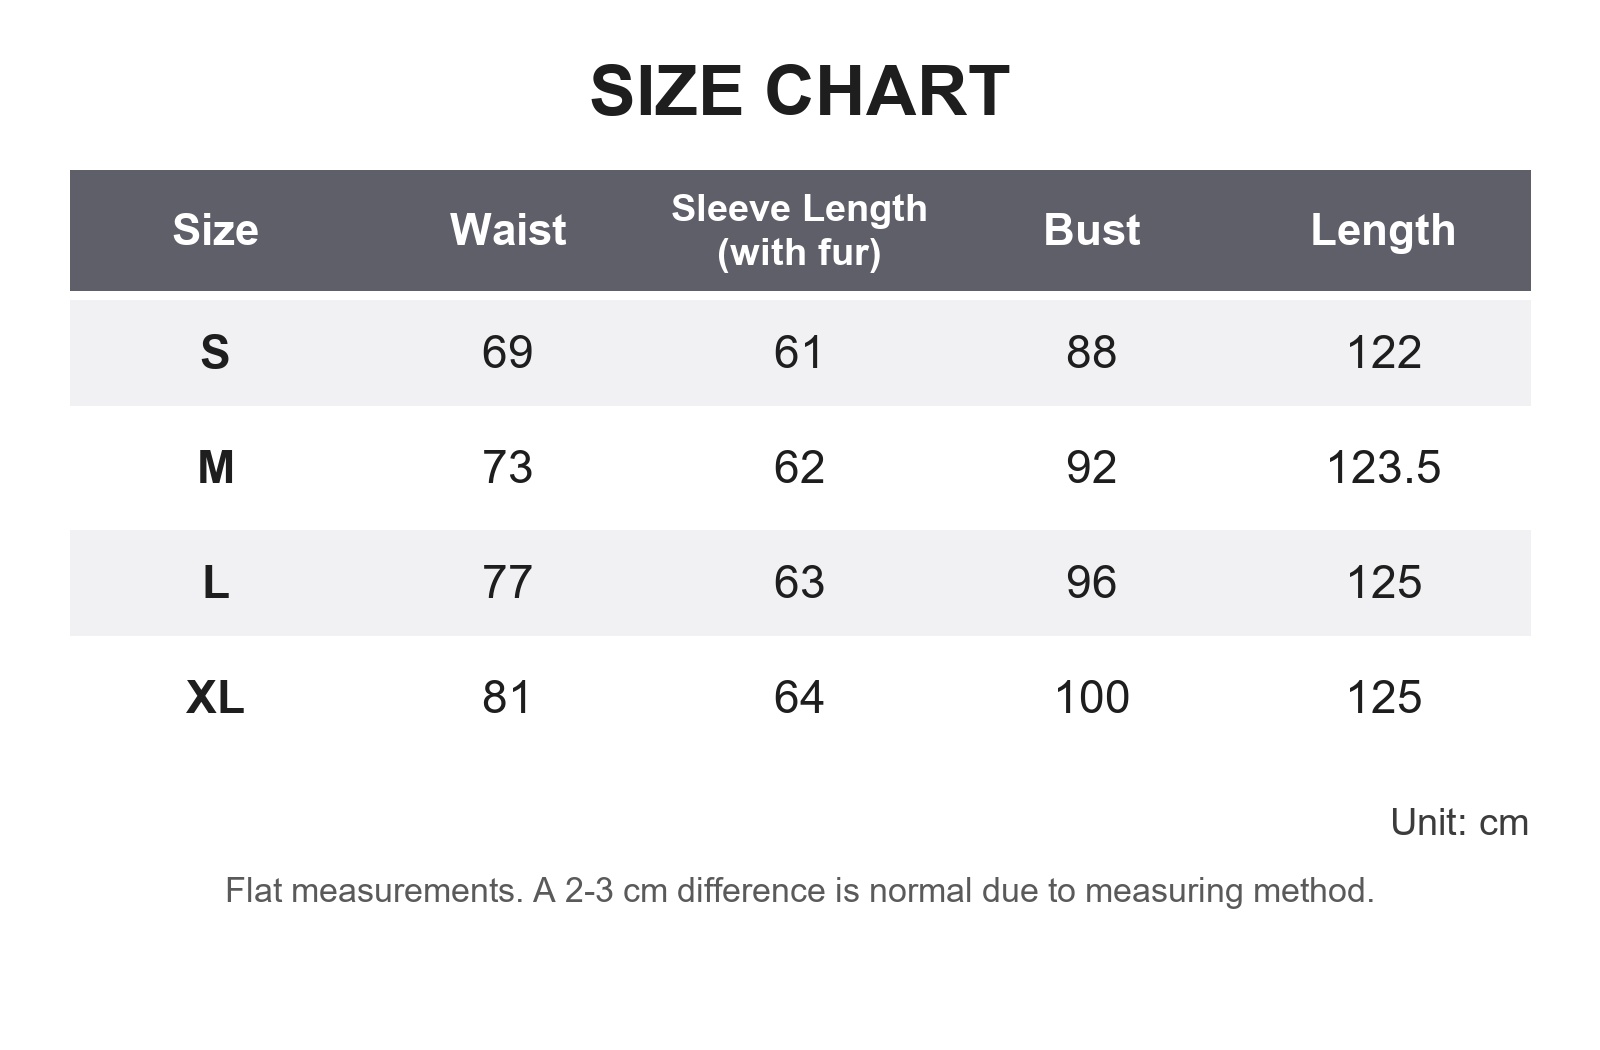 SIZE CHART
Size Waist Sleeve Length (with fur) Bust Length
S 69 61 88 122
M 73 62 92 123.5
L 77 63 96 125
XL 81 64 100 125
Unit: cm
Flat measurements. A 2-3 cm difference is normal due to measuring method.